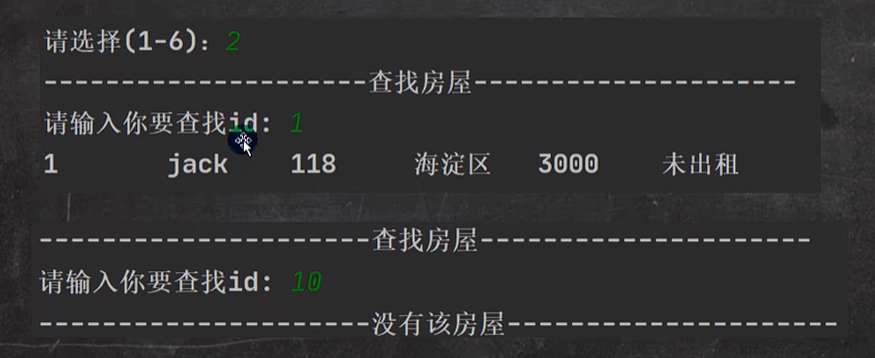 请选择(1-6): 2
---------------------查找房屋---------------------
请输入你要查找id: 1
1 jack 118 海淀区 3000 未出租
---------------------查找房屋---------------------
请输入你要查找id: 10
---------------------没有该房屋---------------------